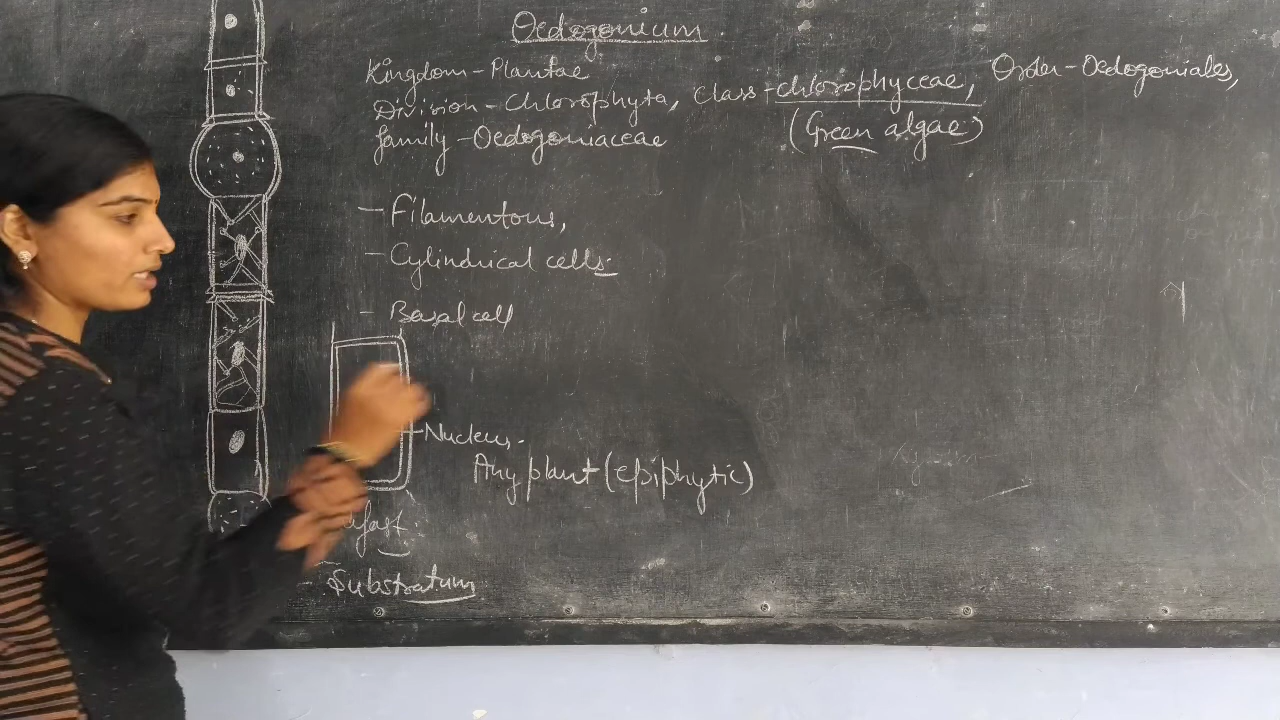 Oedogonium.
Kingdom - Plantae
Division - Chlorophyta, Class - chlorophyceae, Order - Oedogoniales,
family - Oedogoniaceae (Green algae)
- Filamentous,
- Cylindrical cells.
- Basal cell
Nucleus.
Any plant (epiphytic)
Substratum